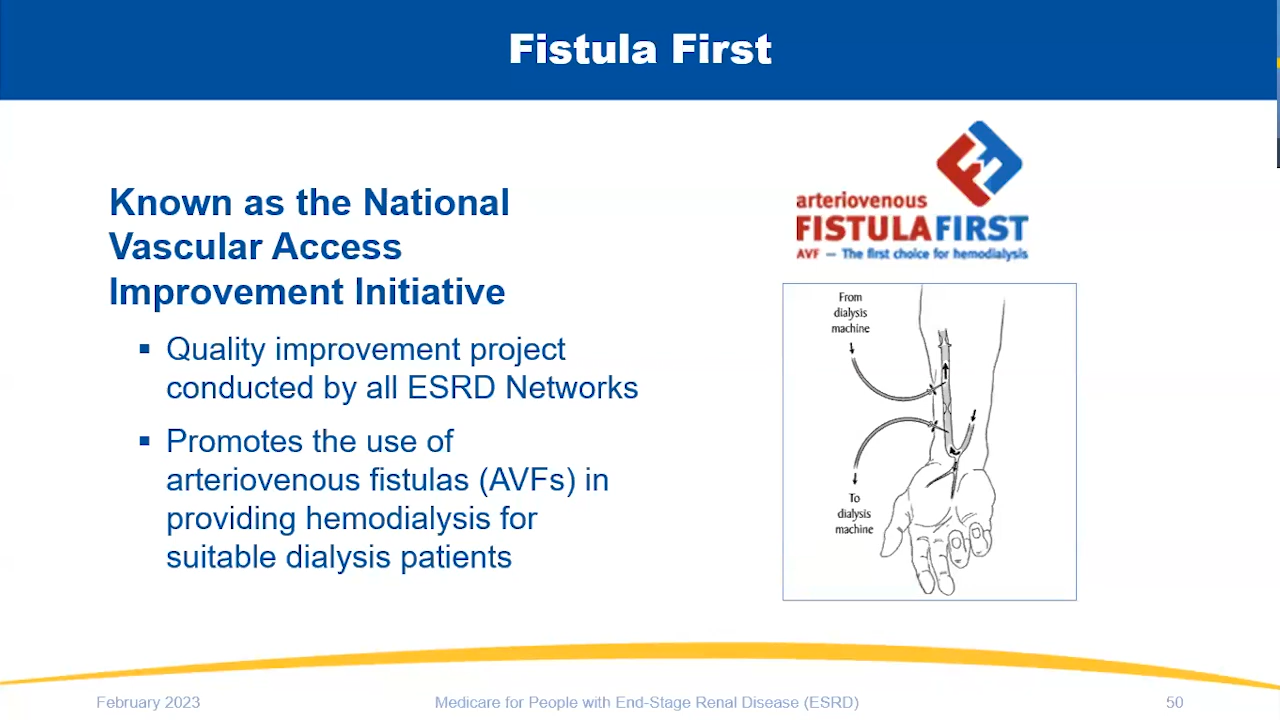 Fistula First
Known as the National
Vascular Access
Improvement Initiative
▪ Quality improvement project
conducted by all ESRD Networks
▪ Promotes the use of
arteriovenous fistulas (AVFs) in
providing hemodialysis for
suitable dialysis patients
arteriovenous
FISTULAFIRST
AVF — The first choice for hemodialysis
From
dialysis
machine
To
dialysis
machine
February 2023
Medicare for People with End-Stage Renal Disease (ESRD)
50